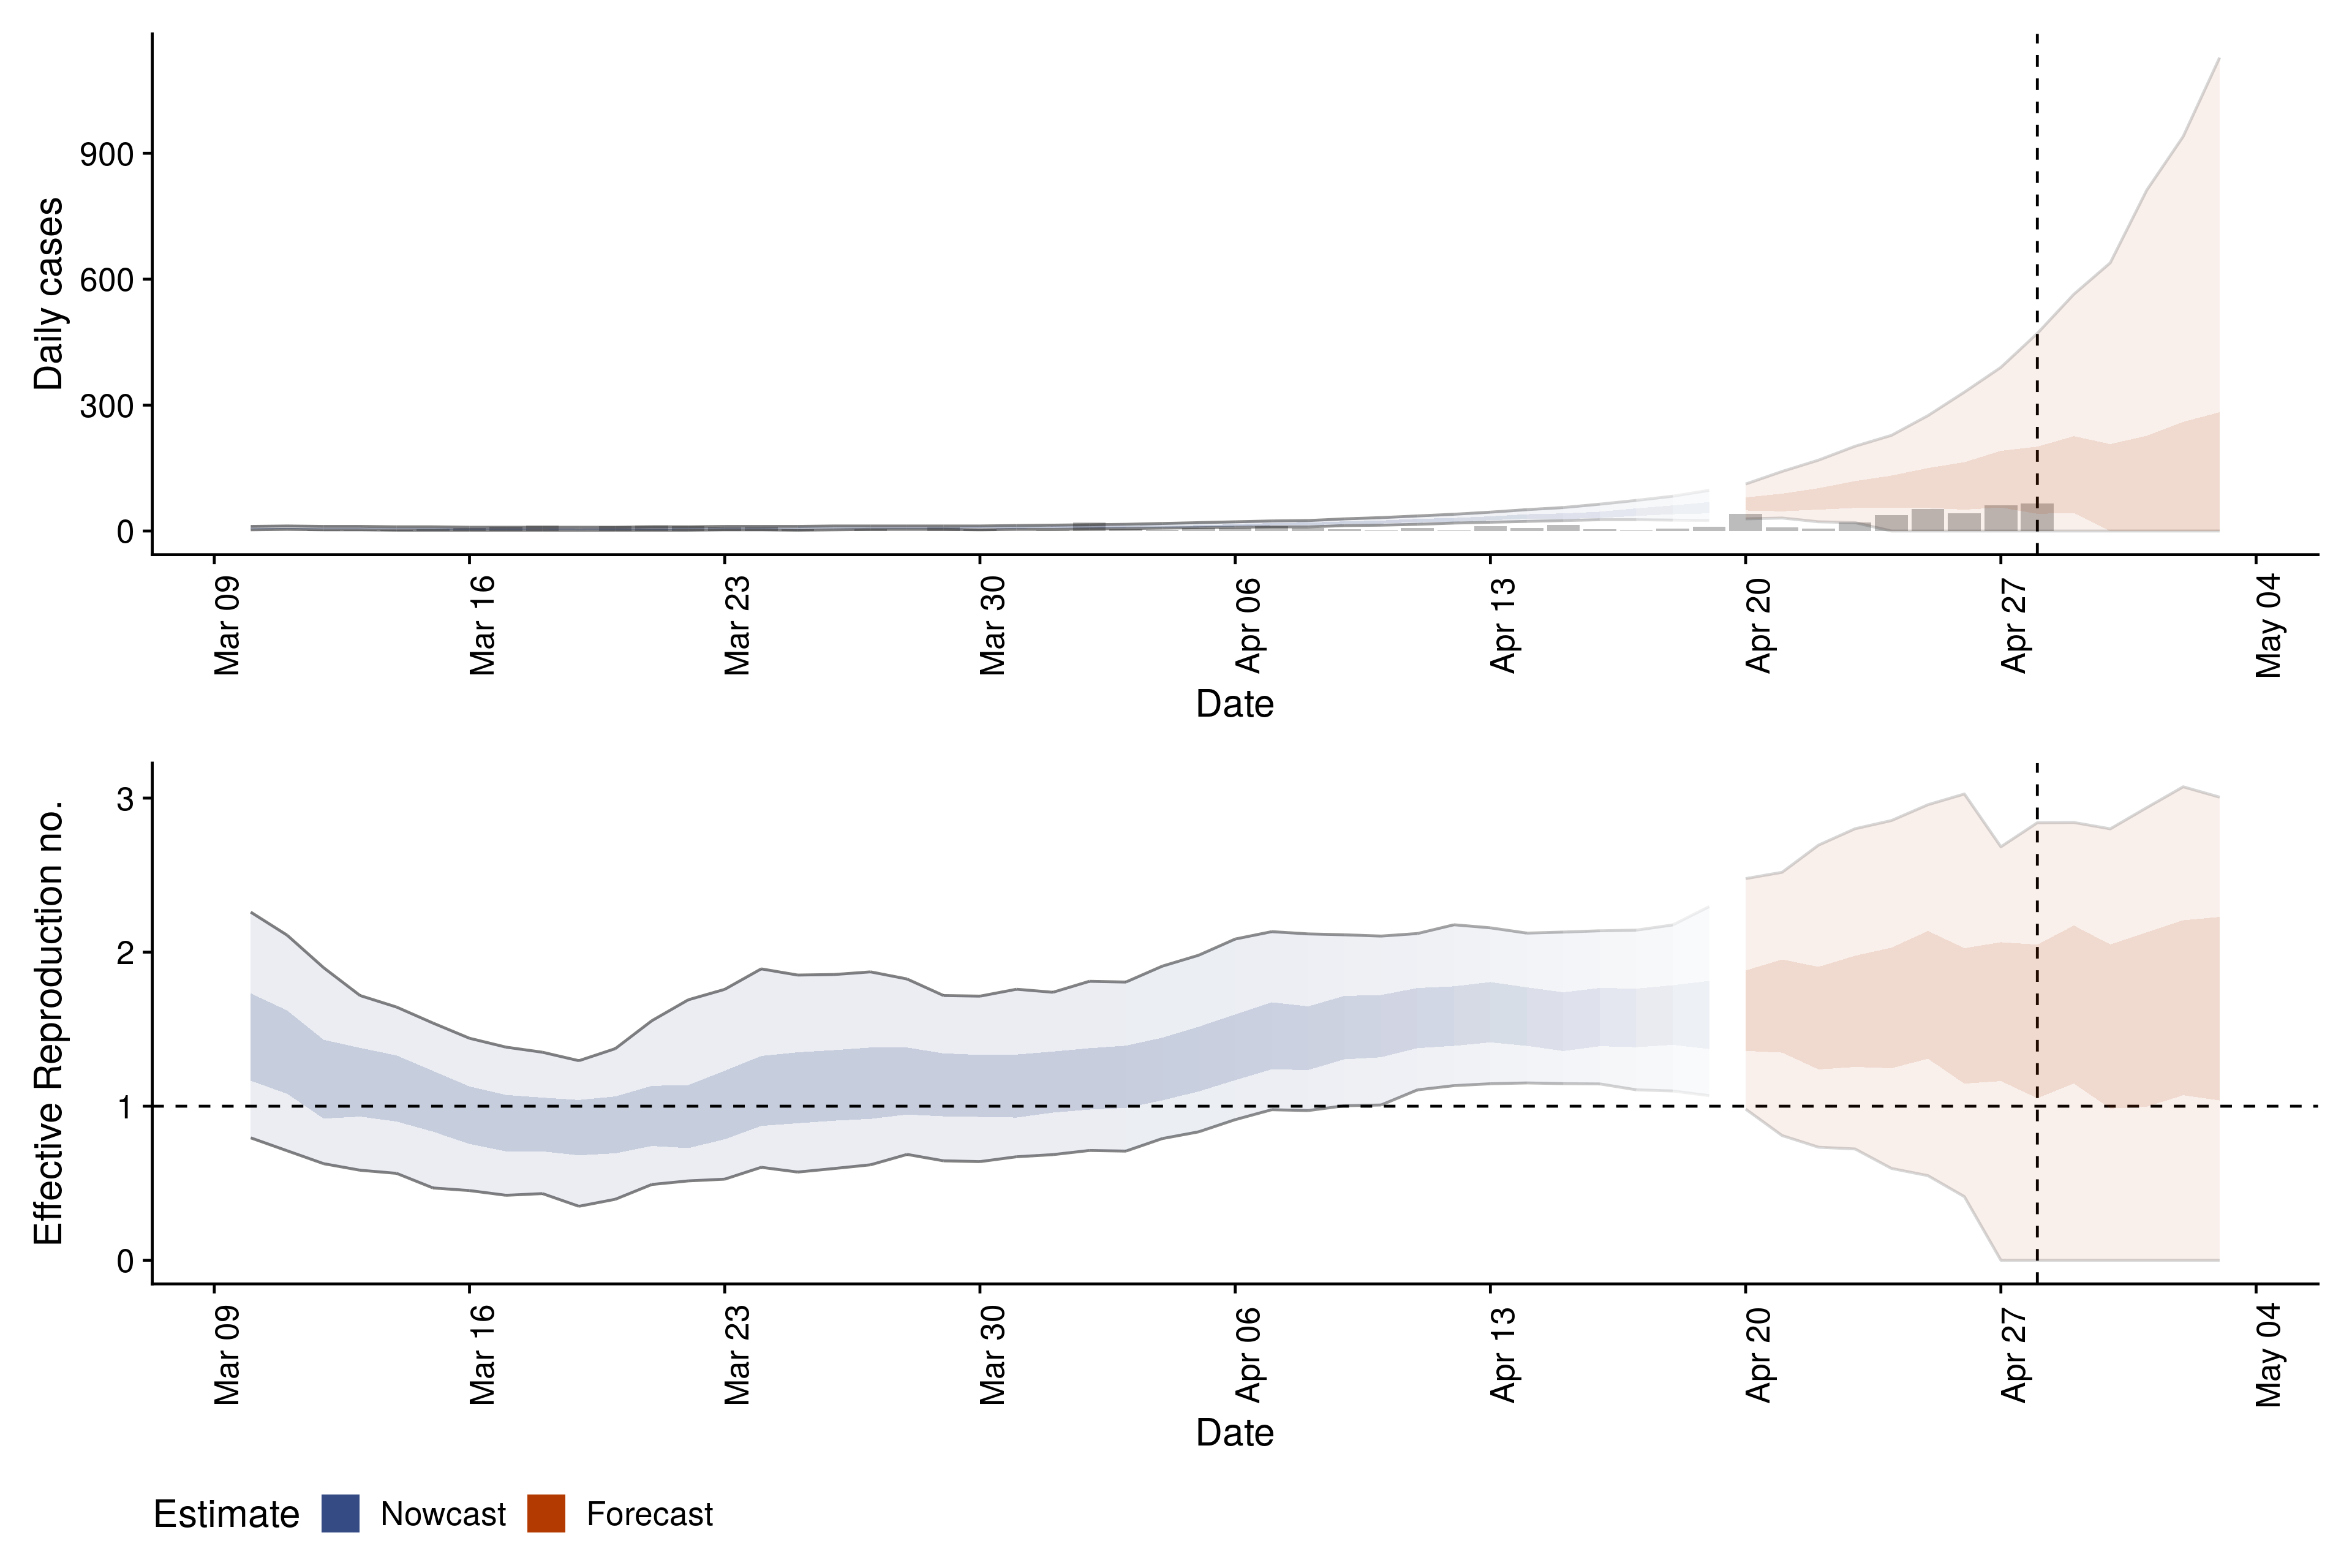 Daily cases
900
600
300
0
Mar 09
Mar 16
Mar 23
Mar 30
Apr 06
Apr 13
Apr 20
Apr 27
May 04
Date
Effective Reproduction no.
3
2
1
0
Mar 09
Mar 16
Mar 23
Mar 30
Apr 06
Apr 13
Apr 20
Apr 27
May 04
Date
Estimate Nowcast Forecast